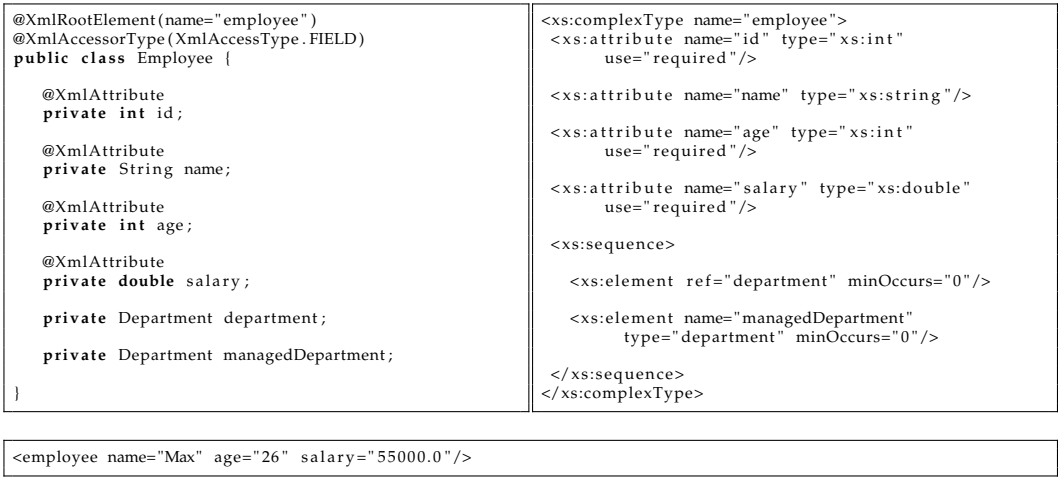 @XmlRootElement(name="employee")
@XmlAccessorType(XmlAccessType.FIELD)
public class Employee {
@XmlAttribute
private int id;
@XmlAttribute
private String name;
@XmlAttribute
private int age;
@XmlAttribute
private double salary;
private Department department;
private Department managedDepartment;
}
<xs:complexType name="employee">
<xs:attribute name="id" type="xs:int"
use="required"/>
<xs:attribute name="name" type="xs:string"/>
<xs:attribute name="age" type="xs:int"
use="required"/>
<xs:attribute name="salary" type="xs:double"
use="required"/>
<xs:sequence>
<xs:element ref="department" minOccurs="0"/>
<xs:element name="managedDepartment"
type="department" minOccurs="0"/>
</xs:sequence>
</xs:complexType>
<employee name="Max" age="26" salary="55000.0"/>